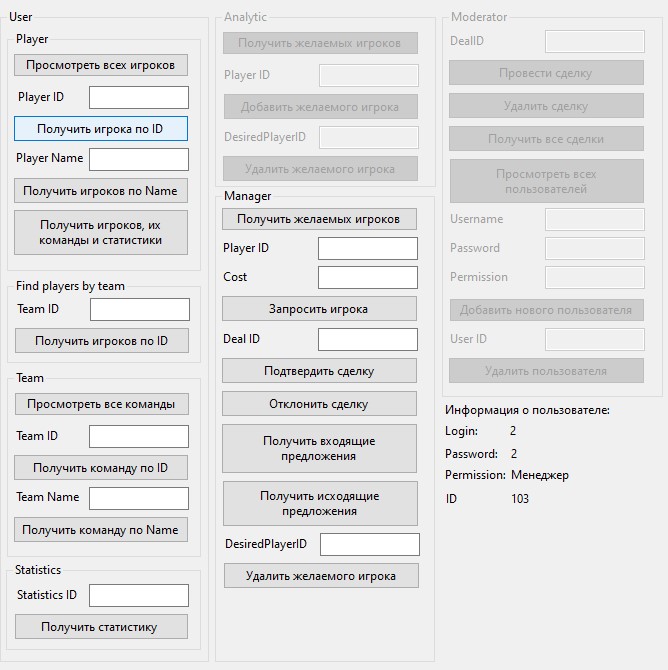 User
Player
Просмотреть всех игроков
Player ID
Получить игрока по ID
Player Name
Получить игроков по Name
Получить игроков, их
команды и статистики
Find players by team
Team ID
Получить игроков по ID
Team
Просмотреть все команды
Team ID
Получить команду по ID
Team Name
Получить команду по Name
Statistics
Statistics ID
Получить статистику
Analytic
Получить желаемых игроков
Player ID
Добавить желаемого игрока
DesiredPlayerID
Удалить желаемого игрока
Manager
Получить желаемых игроков
Player ID
Cost
Запросить игрока
Deal ID
Подтвердить сделку
Отклонить сделку
Получить входящие
предложения
Получить исходящие
предложения
DesiredPlayerID
Удалить желаемого игрока
Moderator
DealID
Провести сделку
Удалить сделку
Получить все сделки
Просмотреть всех
пользователей
Username
Password
Permission
Добавить нового пользователя
User ID
Удалить пользователя
Информация о пользователе:
Login: 2
Password: 2
Permission: Менеджер
ID 103